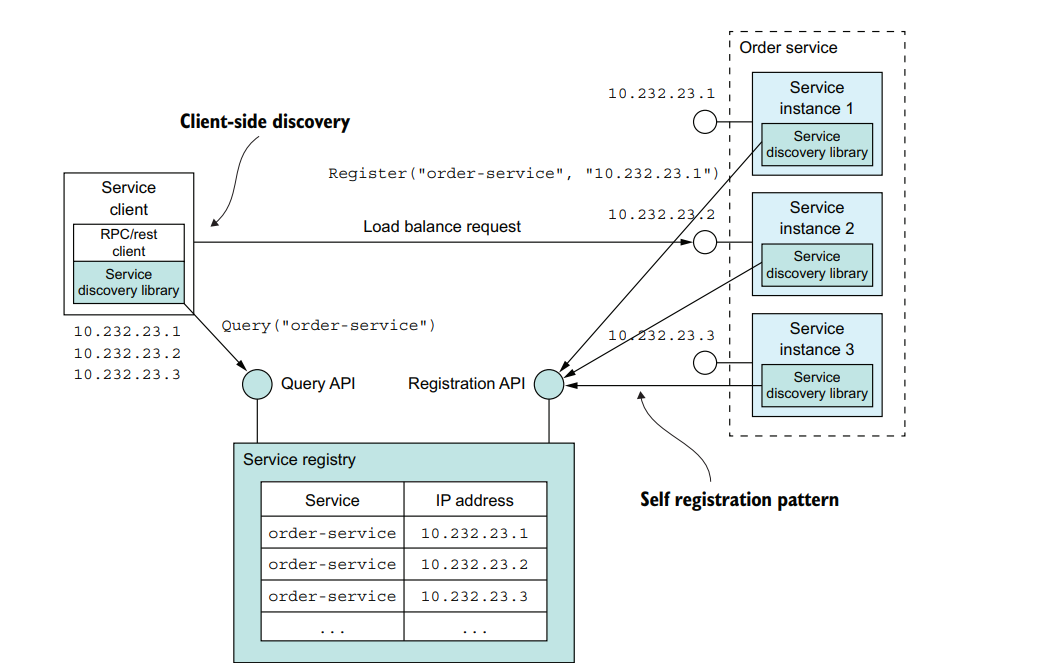 Order service
10.232.23.1
Service
instance 1
Service
discovery library
Client-side discovery
Register("order-service", "10.232.23.1")
Service
client
RPC/rest
client
Service
discovery library
10.232.23.1
10.232.23.2
10.232.23.3
Load balance request
10.232.23.2
Service
instance 2
Service
discovery library
Query("order-service")
10.232.23.3
Service
instance 3
Service
discovery library
Query API
Registration API
Self registration pattern
Service registry
Service IP address
order-service 10.232.23.1
order-service 10.232.23.2
order-service 10.232.23.3
... ...